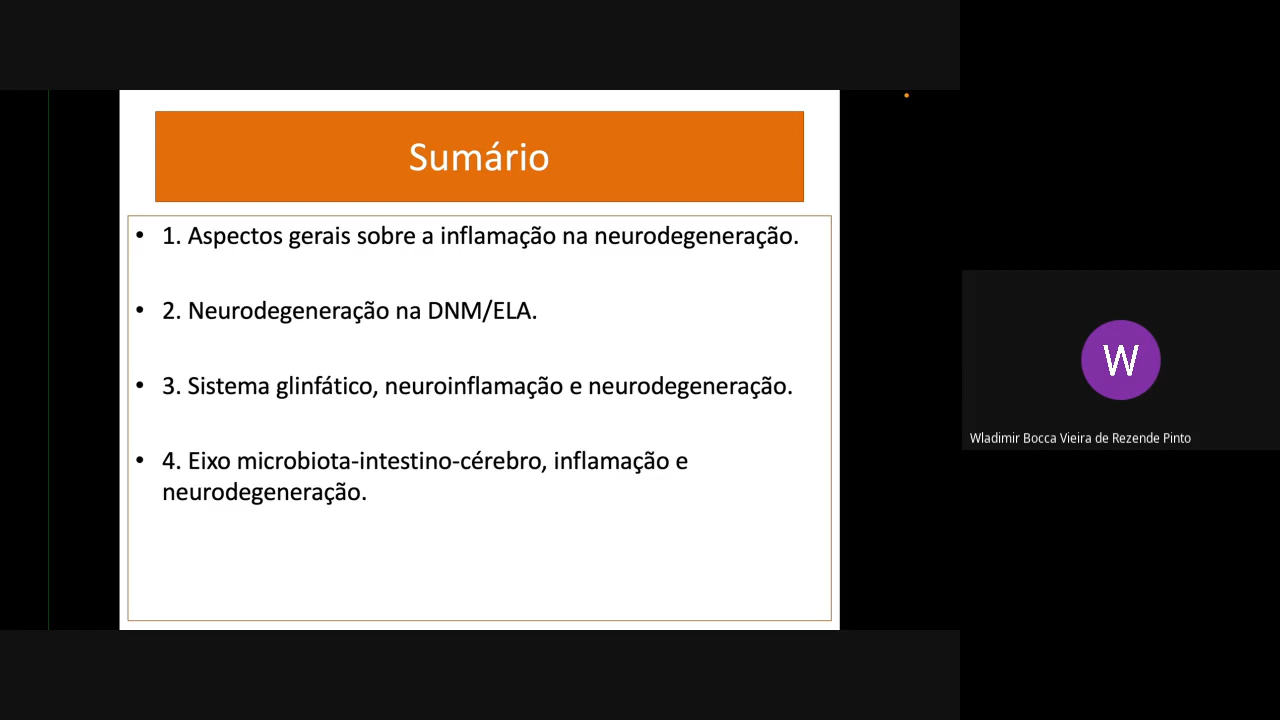 Sumário
• 1. Aspectos gerais sobre a inflamação na neurodegeneração.
• 2. Neurodegeneração na DNM/ELA.
• 3. Sistema glinfático, neuroinflamação e neurodegeneração.
• 4. Eixo microbiota-intestino-cérebro, inflamação e
neurodegeneração.
W
Wladimir Bocca Vieira de Rezende Pinto